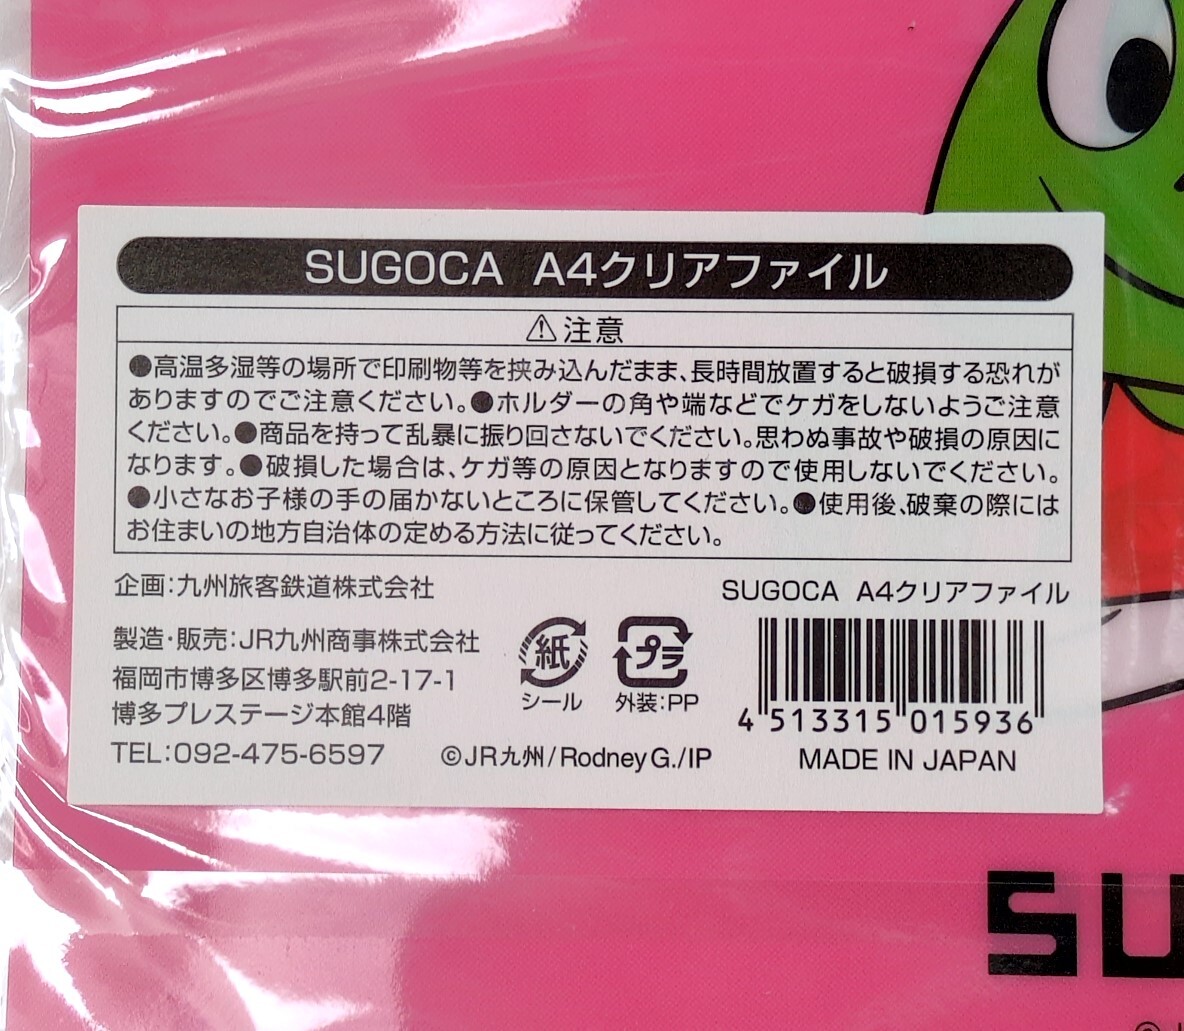 SUGOCA A4クリアファイル
⚠注意
●高温多湿等の場所で印刷物等を挟み込んだまま、長時間放置すると破損する恐れが
ありますのでご注意ください。●ホルダーの角や端などでケガをしないようご注意
ください。●商品を持って乱暴に振り回さないでください。思わぬ事故や破損の原因に
なります。●破損した場合は、ケガ等の原因となりますので使用しないでください。
●小さなお子様の手の届かないところに保管してください。●使用後、破棄の際には
お住まいの地方自治体の定める方法に従ってください。
企画:九州旅客鉄道株式会社
製造・販売:JR九州商事株式会社
福岡市博多区博多駅前2-17-1
博多プレステージ本館4階
TEL:092-475-6597
紙
シール
プラ
外装:PP
©JR九州/Rodney G./IP
SUGOCA A4クリアファイル
4 513315 015936
MADE IN JAPAN
SU